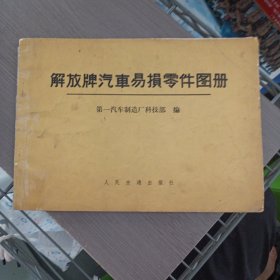 解放牌汽車易損零件图册
第一汽车制造厂科技部 编
人民交通出版社